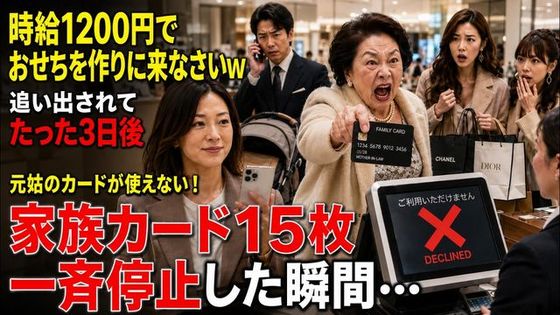 時給1200円で
おせちを作りに来なさいw
追い出されて
たった3日後
元姑のカードが使えない!
家族カード15枚
一斉停止した瞬間…
FAMILY CARD
1234 5678 9012 3456
MOTHER-IN-LAW
CHANEL
DIOR
ご利用いただけません
DECLINED